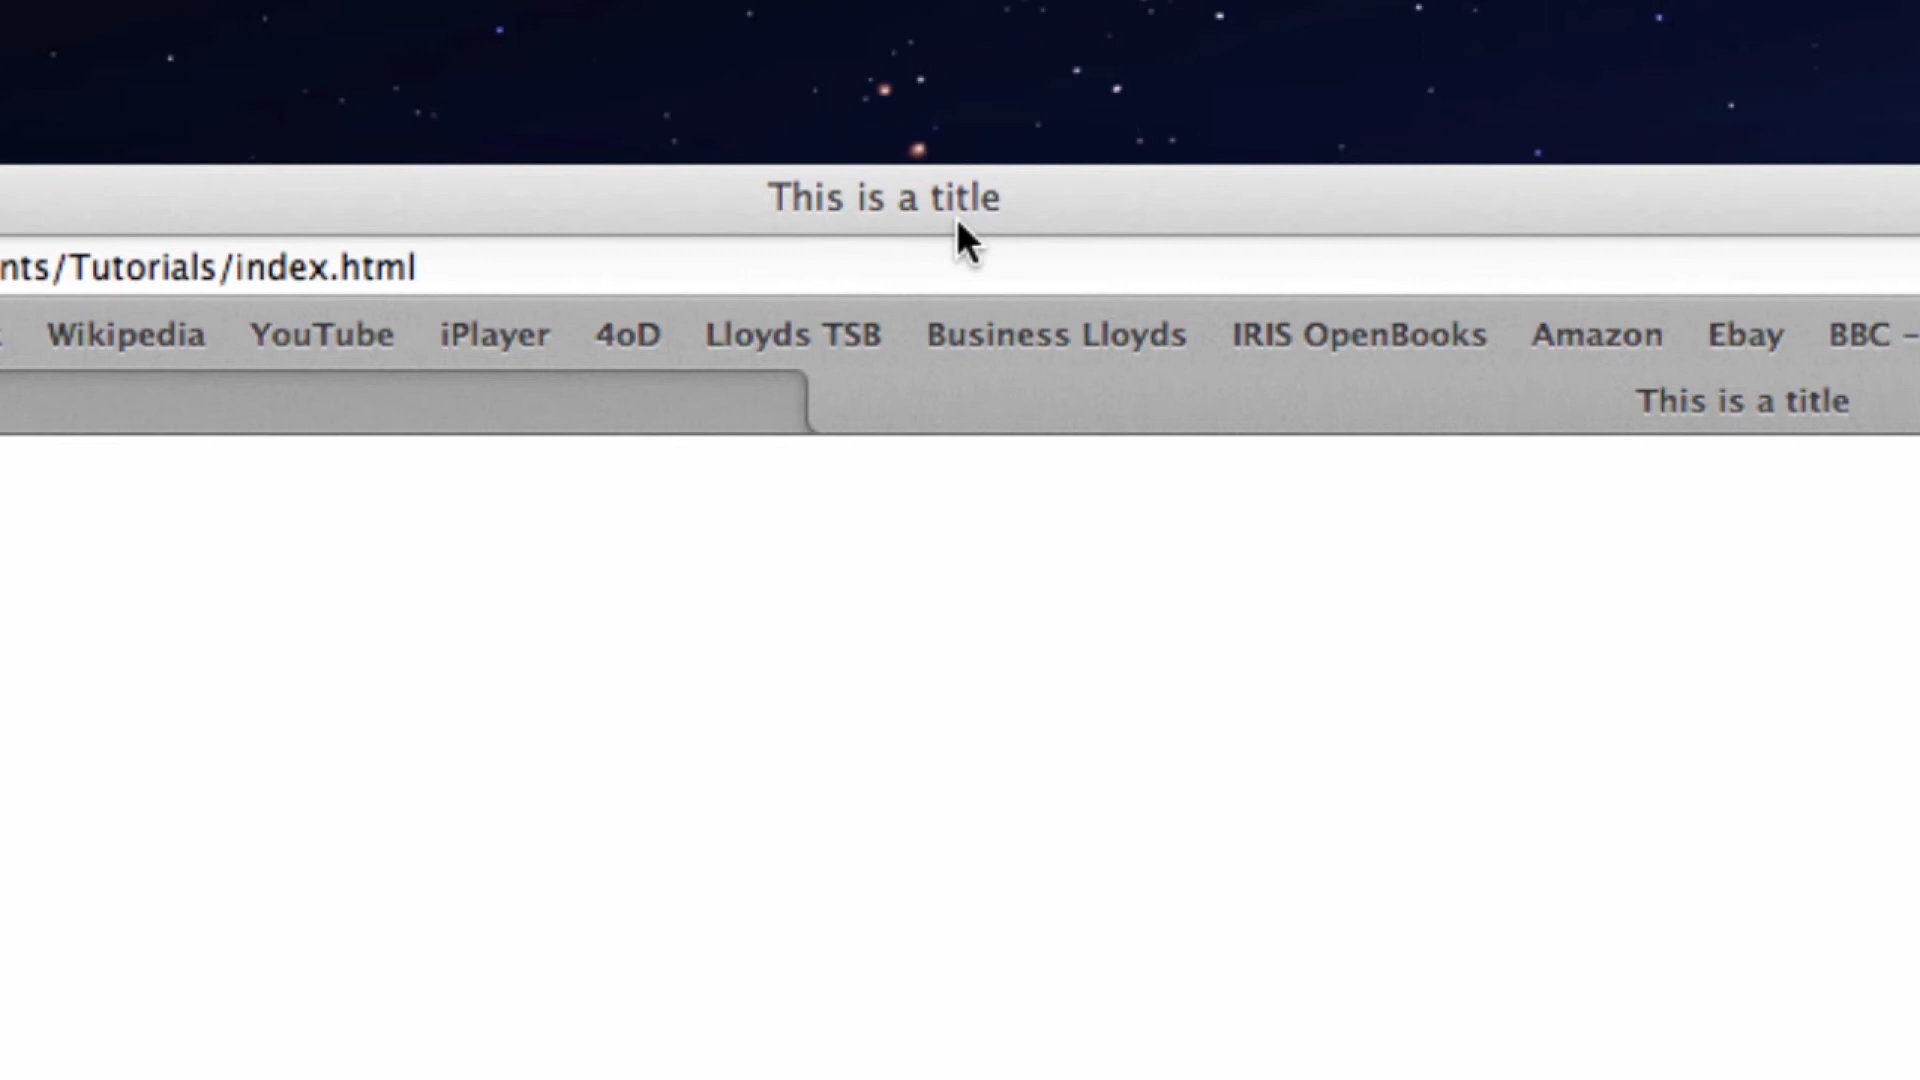 This is a title
nts/Tutorials/index.html
Wikipedia YouTube iPlayer 4oD Lloyds TSB Business Lloyds IRIS OpenBooks Amazon Ebay BBC –
This is a title